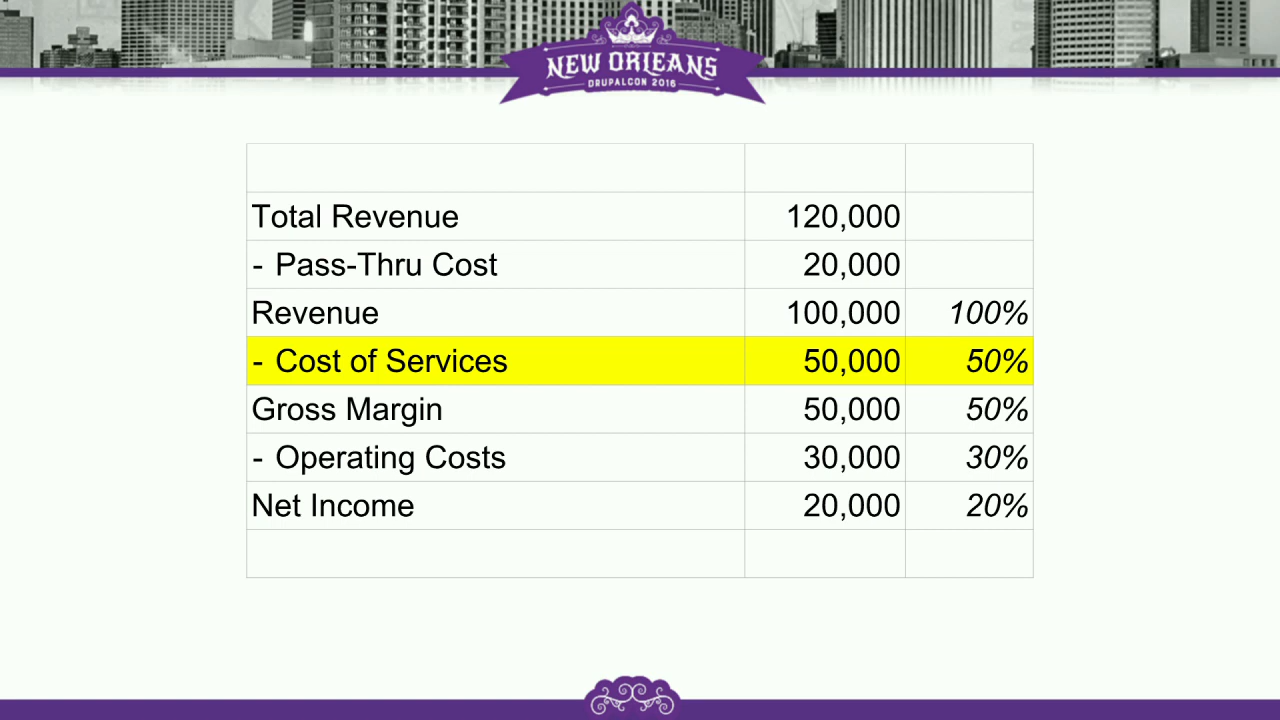 NEW ORLEANS
DRUPALCON 2016
Total Revenue 120,000
- Pass-Thru Cost 20,000
Revenue 100,000 100%
- Cost of Services 50,000 50%
Gross Margin 50,000 50%
- Operating Costs 30,000 30%
Net Income 20,000 20%